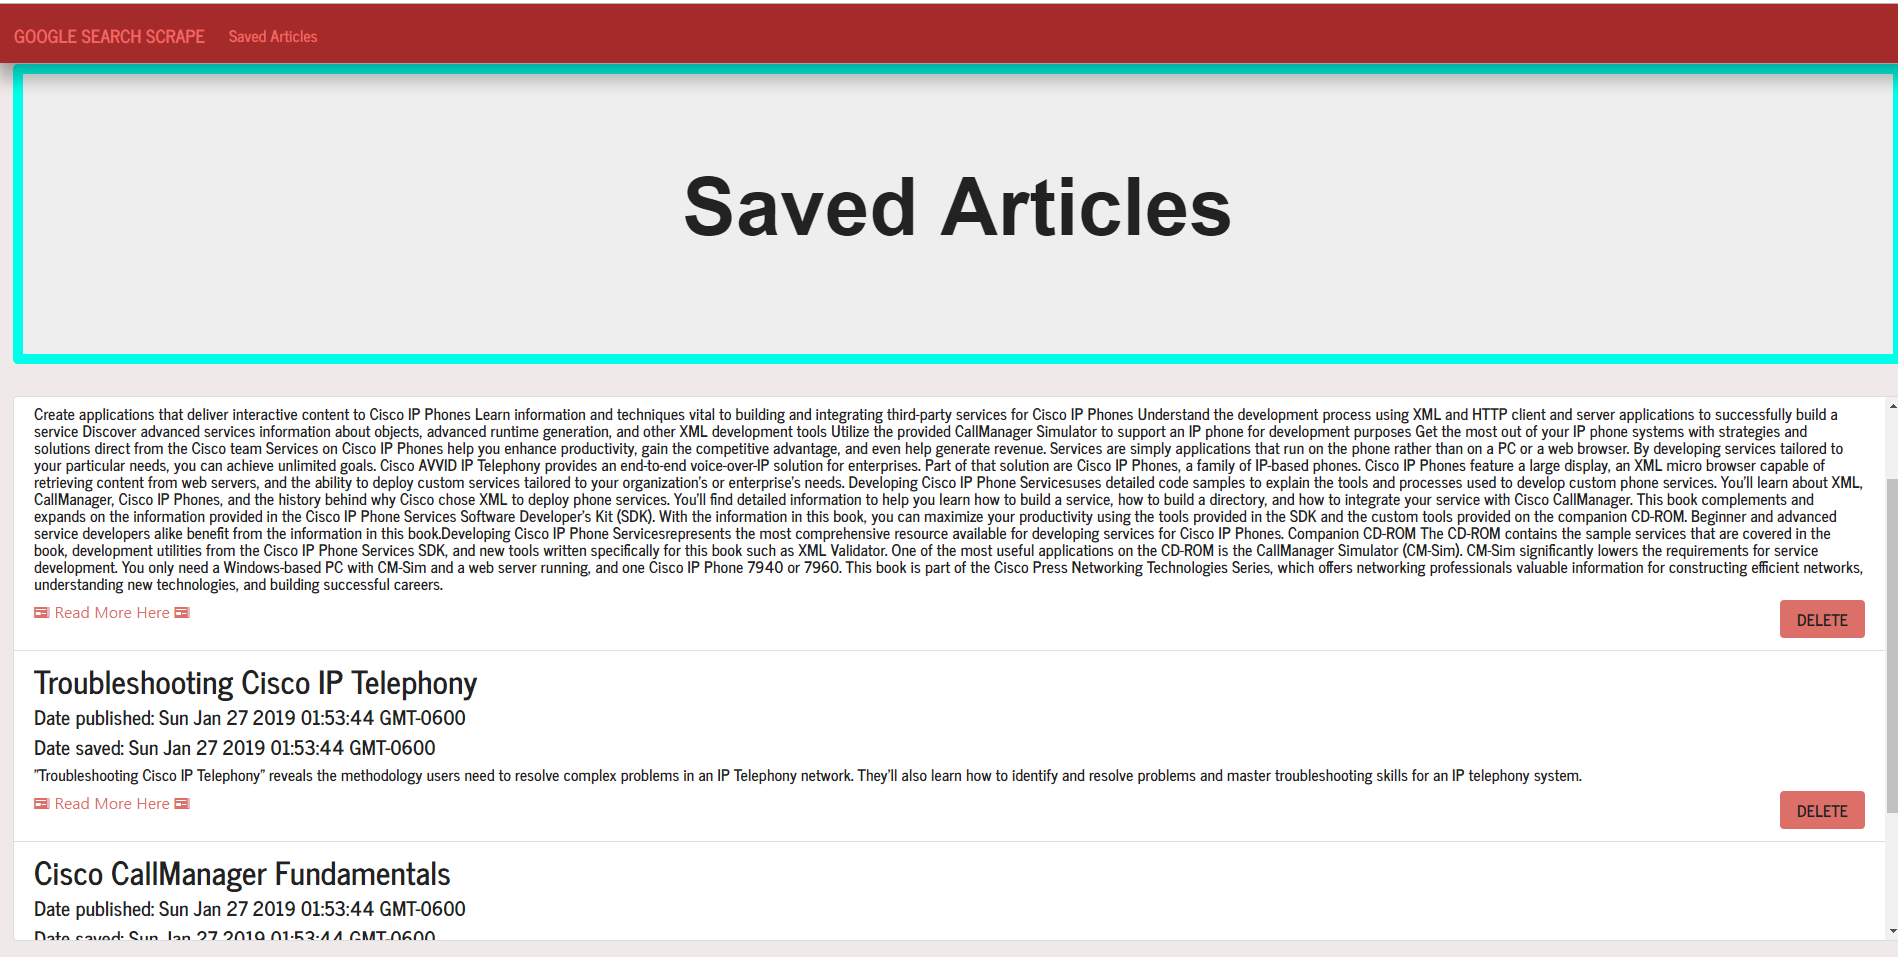 GOOGLE SEARCH SCRAPE Saved Articles
Saved Articles
Create applications that deliver interactive content to Cisco IP Phones Learn information and techniques vital to building and integrating third-party services for Cisco IP Phones Understand the development process using XML and HTTP client and server applications to successfully build a
service Discover advanced services information about objects, advanced runtime generation, and other XML development tools Utilize the provided CallManager Simulator to support an IP phone for development purposes Get the most out of your IP phone systems with strategies and
solutions direct from the Cisco team Services on Cisco IP Phones help you enhance productivity, gain the competitive advantage, and even help generate revenue. Services are simply applications that run on the phone rather than on a PC or a web browser. By developing services tailored to
your particular needs, you can achieve unlimited goals. Cisco AVVID IP Telephony provides an end-to-end voice-over-IP solution for enterprises. Part of that solution are Cisco IP Phones, a family of IP-based phones. Cisco IP Phones feature a large display, an XML micro browser capable of
retrieving content from web servers, and the ability to deploy custom services tailored to your organization's or enterprise's needs. Developing Cisco IP Phone Servicesuses detailed code samples to explain the tools and processes used to develop custom phone services. You'll learn about XML,
CallManager, Cisco IP Phones, and the history behind why Cisco chose XML to deploy phone services. You'll find detailed information to help you learn how to build a service, how to build a directory, and how to integrate your service with Cisco CallManager. This book complements and
expands on the information provided in the Cisco IP Phone Services Software Developer's Kit (SDK). With the information in this book, you can maximize your productivity using the tools provided in the SDK and the custom tools provided on the companion CD-ROM. Beginner and advanced
service developers alike benefit from the information in this book.Developing Cisco IP Phone Servicesrepresents the most comprehensive resource available for developing services for Cisco IP Phones. Companion CD-ROM The CD-ROM contains the sample services that are covered in the
book, development utilities from the Cisco IP Phone Services SDK, and new tools written specifically for this book such as XML Validator. One of the most useful applications on the CD-ROM is the CallManager Simulator (CM-Sim). CM-Sim significantly lowers the requirements for service
development. You only need a Windows-based PC with CM-Sim and a web server running, and one Cisco IP Phone 7940 or 7960. This book is part of the Cisco Press Networking Technologies Series, which offers networking professionals valuable information for constructing efficient networks,
understanding new technologies, and building successful careers.
Read More Here
DELETE
Troubleshooting Cisco IP Telephony
Date published: Sun Jan 27 2019 01:53:44 GMT-0600
Date saved: Sun Jan 27 2019 01:53:44 GMT-0600
"Troubleshooting Cisco IP Telephony" reveals the methodology users need to resolve complex problems in an IP Telephony network. They'll also learn how to identify and resolve problems and master troubleshooting skills for an IP telephony system.
Read More Here
DELETE
Cisco CallManager Fundamentals
Date published: Sun Jan 27 2019 01:53:44 GMT-0600
Date saved: Sun Jan 27 2019 01:53:44 GMT-0600